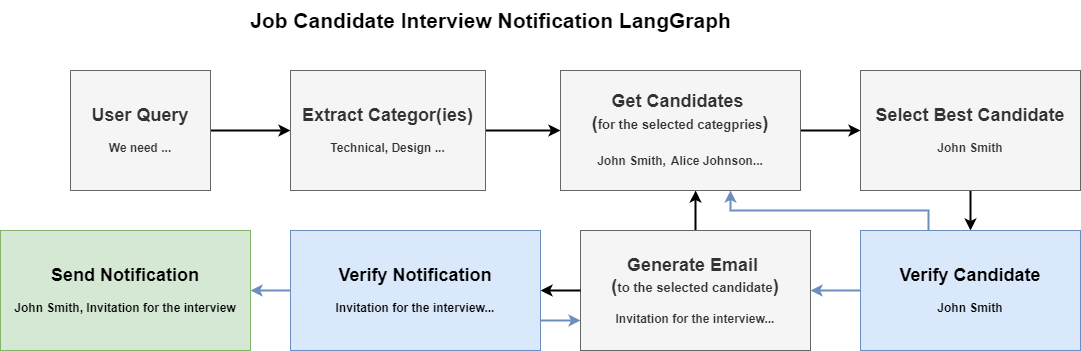 Job Candidate Interview Notification LangGraph
User Query
We need ...
Extract Categor(ies)
Technical, Design ...
Get Candidates
(for the selected categpries)
John Smith, Alice Johnson...
Select Best Candidate
John Smith
Send Notification
John Smith, Invitation for the interview
Verify Notification
Invitation for the interview...
Generate Email
(to the selected candidate)
Invitation for the interview...
Verify Candidate
John Smith